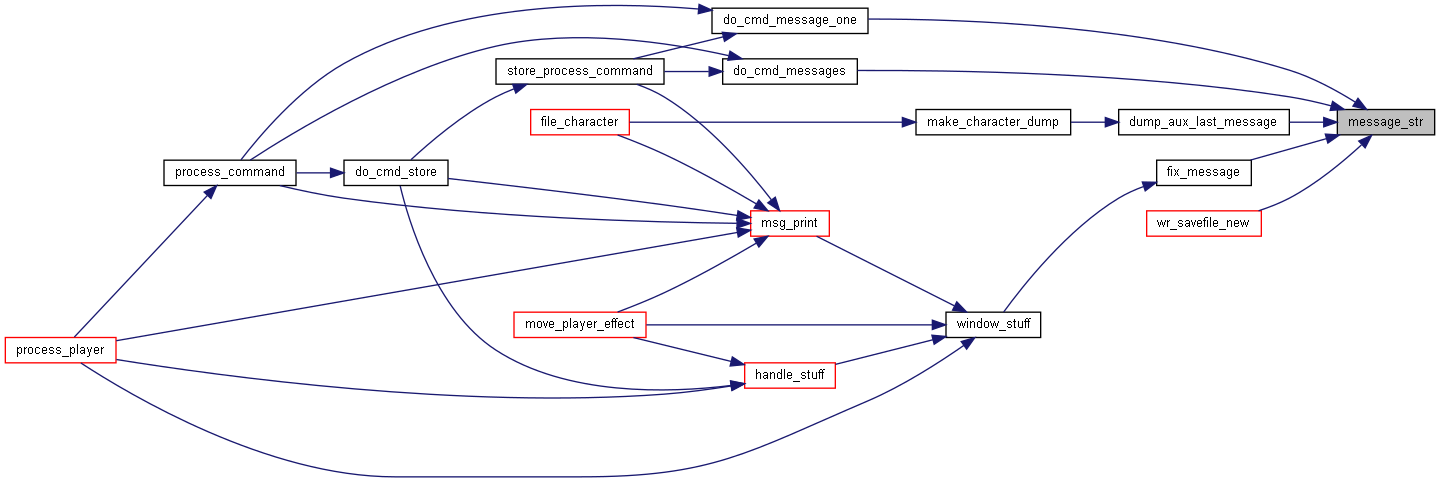 do_cmd_message_one
store_process_command
do_cmd_messages
file_character
make_character_dump
dump_aux_last_message
message_str
process_command
do_cmd_store
fix_message
msg_print
wr_savefile_new
move_player_effect
window_stuff
process_player
handle_stuff